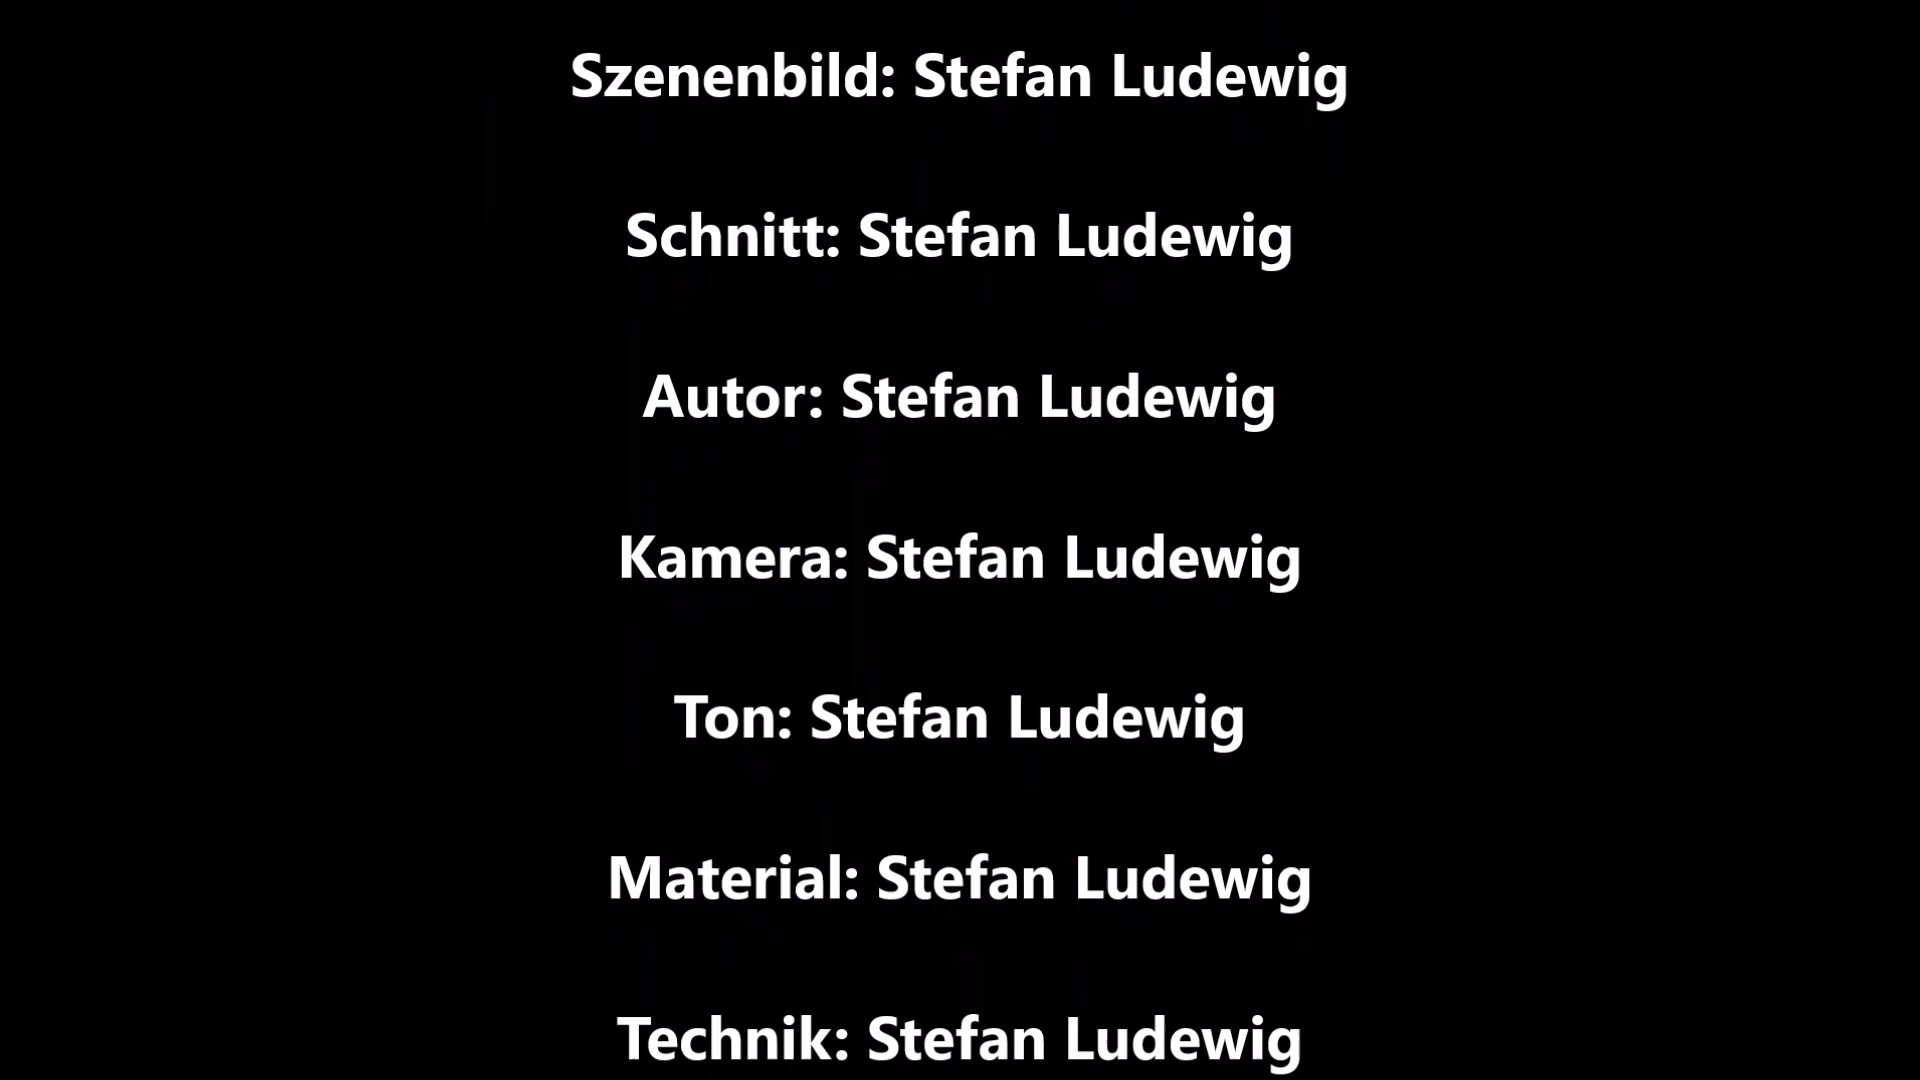 Szenenbild: Stefan Ludewig
Schnitt: Stefan Ludewig
Autor: Stefan Ludewig
Kamera: Stefan Ludewig
Ton: Stefan Ludewig
Material: Stefan Ludewig
Technik: Stefan Ludewig